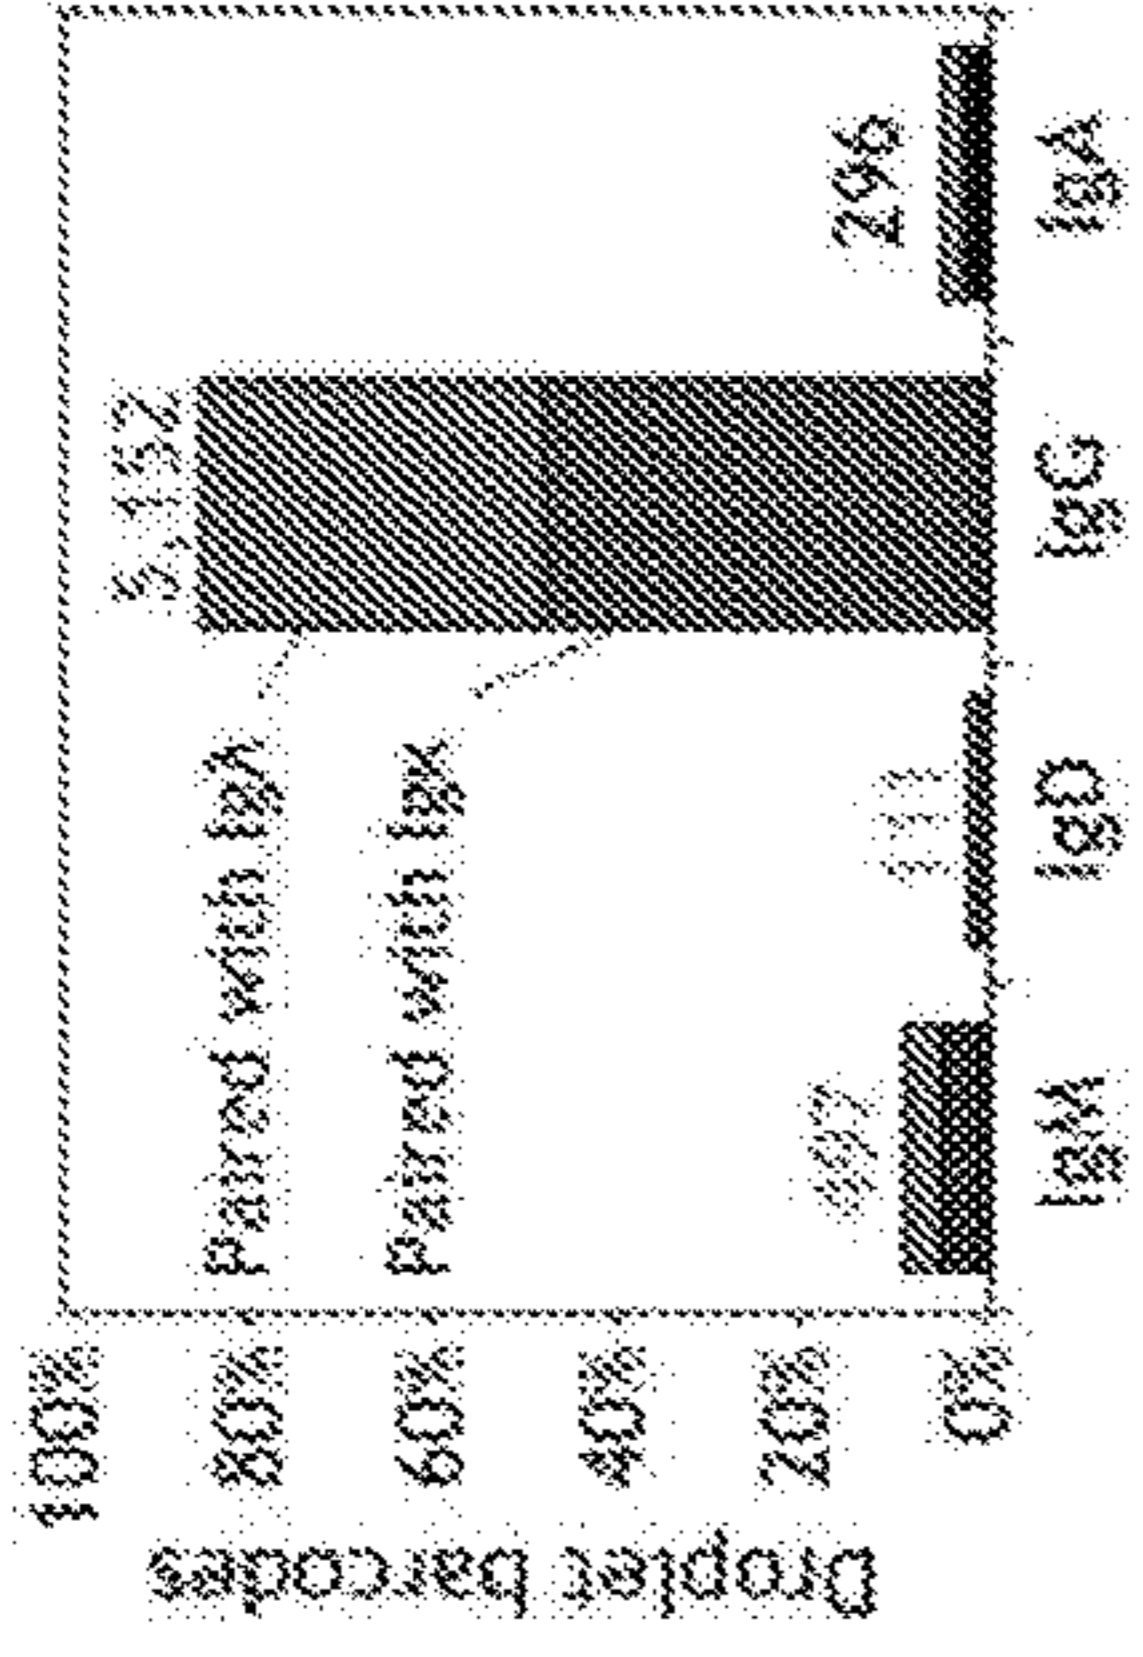 Droplet barcodes
100%
80%
60%
40%
20%
0%
Paired with Igλ
Paired with Igκ
111
296
IgM
IgD
IgG
IgA